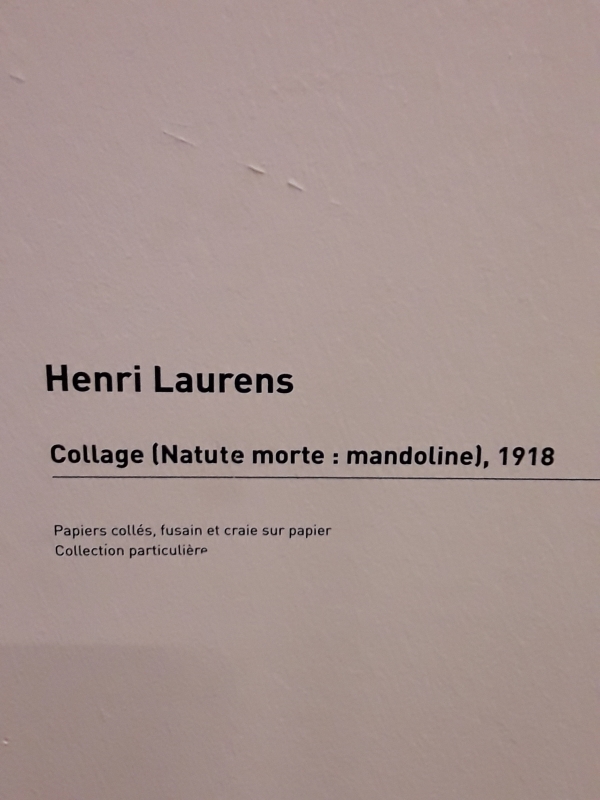 Henri Laurens
Collage (Natute morte : mandoline), 1918
Papiers collés, fusain et craie sur papier
Collection particulière